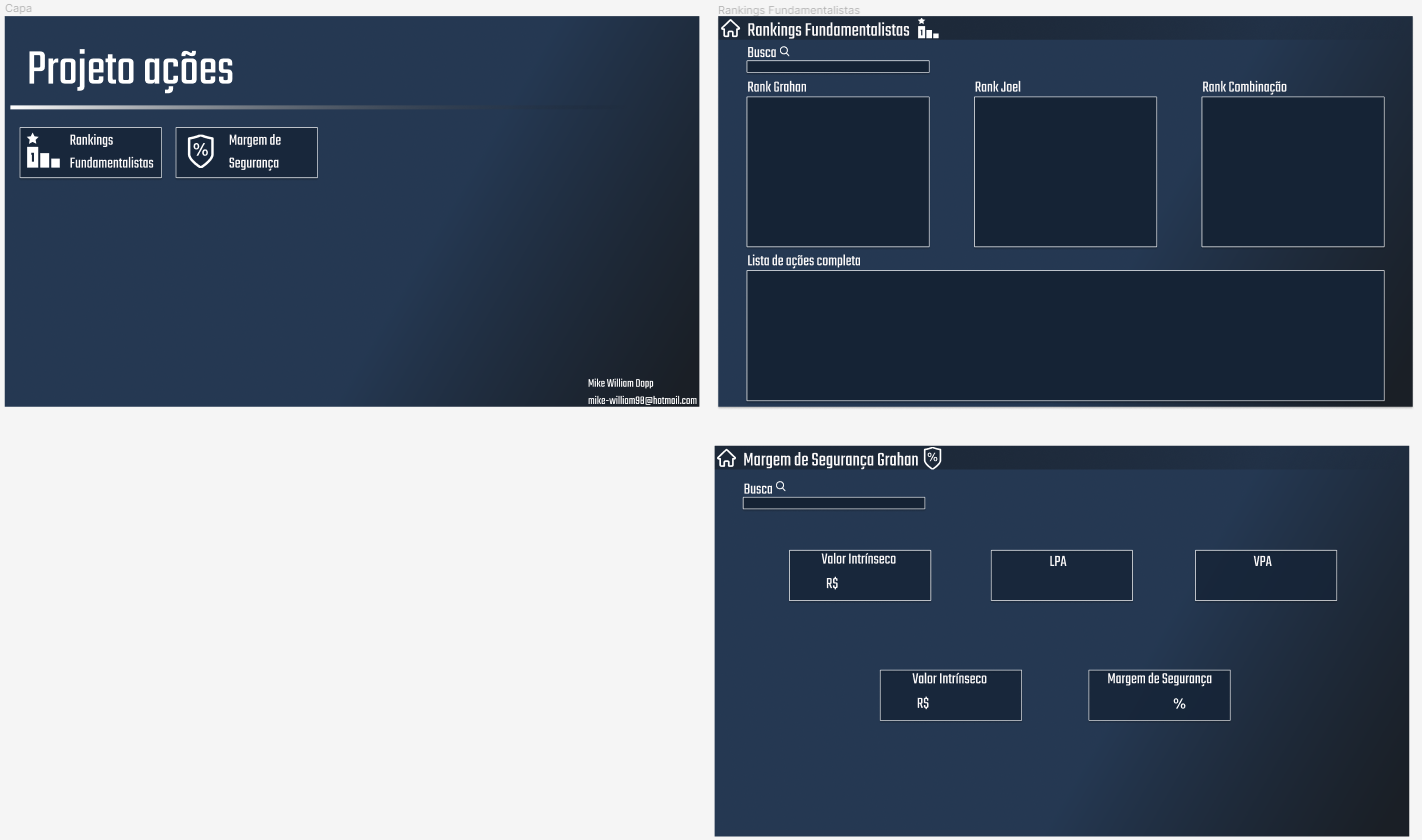 Capa
Projeto ações
Rankings
Fundamentalistas
1
%
Margem de
Segurança
Mike William Dopp
mike-william98@hotmail.com
Rankings Fundamentalistas
Rankings Fundamentalistas
1
Busca
Rank Grahan
Rank Joel
Rank Combinação
Lista de ações completa
Margem de Segurança Grahan
%
Busca
Valor Intrínseco
R$
LPA
VPA
Valor Intrínseco
R$
Margem de Segurança
%